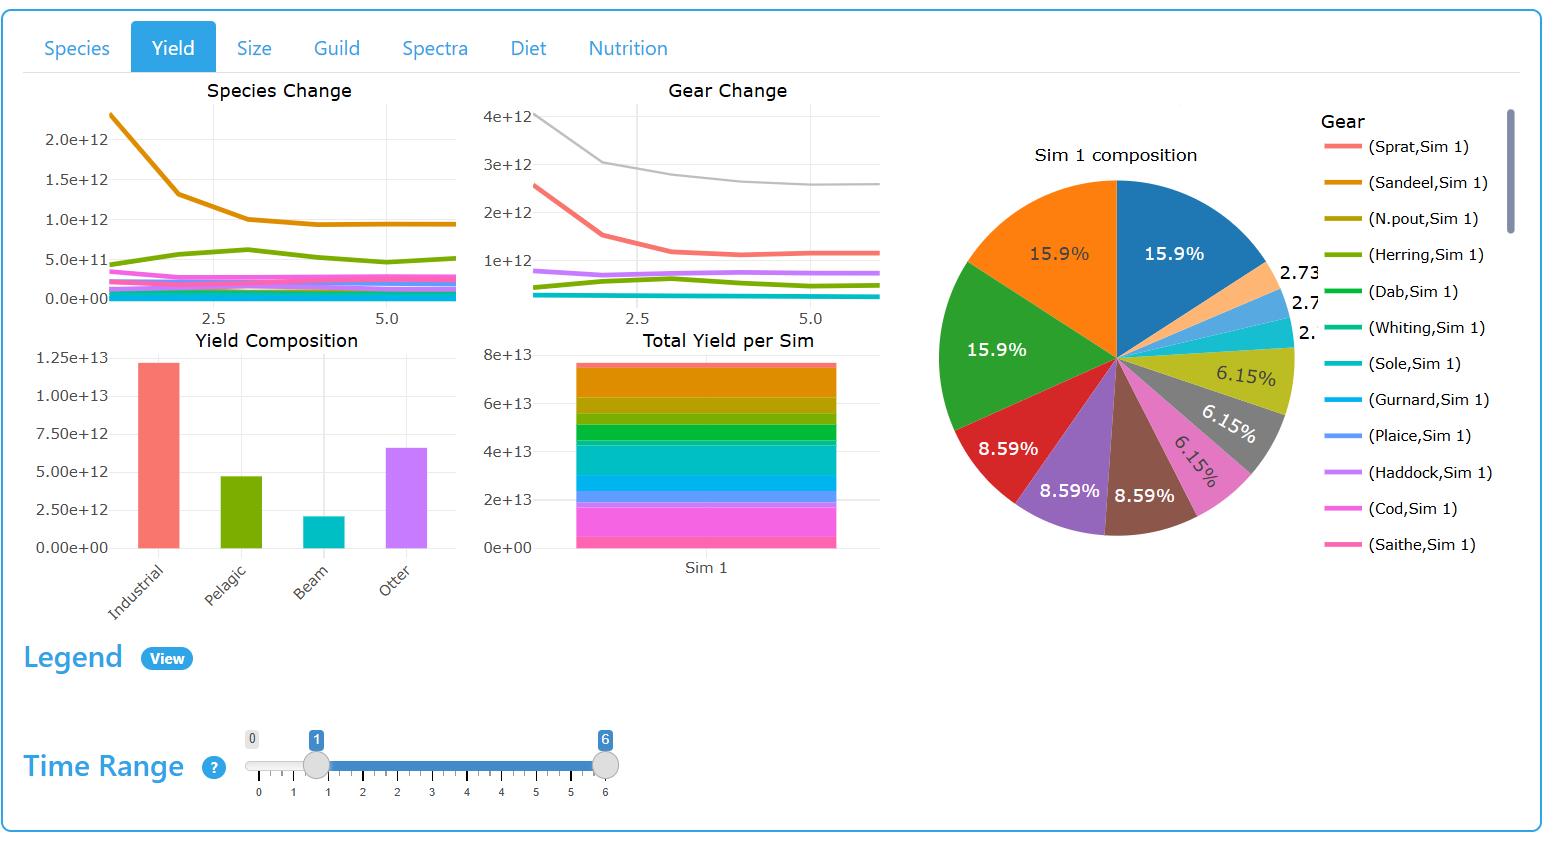 Species Yield Size Guild Spectra Diet Nutrition
Species Change
2.0e+12
1.5e+12
1.0e+12
5.0e+11
0.0e+00
2.5 5.0
Gear Change
4e+12
3e+12
2e+12
1e+12
2.5 5.0
Yield Composition
1.25e+13
1.00e+13
7.50e+12
5.00e+12
2.50e+12
0.00e+00
Industrial Pelagic Beam Otter
Total Yield per Sim
8e+13
6e+13
4e+13
2e+13
0e+00
Sim 1
Sim 1 composition
15.9%
15.9%
15.9%
8.59%
8.59%
8.59%
6.15%
6.15%
6.15%
2.
2.7
2.73
Gear
(Sprat,Sim 1)
(Sandeel,Sim 1)
(N.pout,Sim 1)
(Herring,Sim 1)
(Dab,Sim 1)
(Whiting,Sim 1)
(Sole,Sim 1)
(Gurnard,Sim 1)
(Plaice,Sim 1)
(Haddock,Sim 1)
(Cod,Sim 1)
(Saithe,Sim 1)
Legend View
0 1 6
Time Range ?
0 1 1 2 2 3 4 4 5 5 6